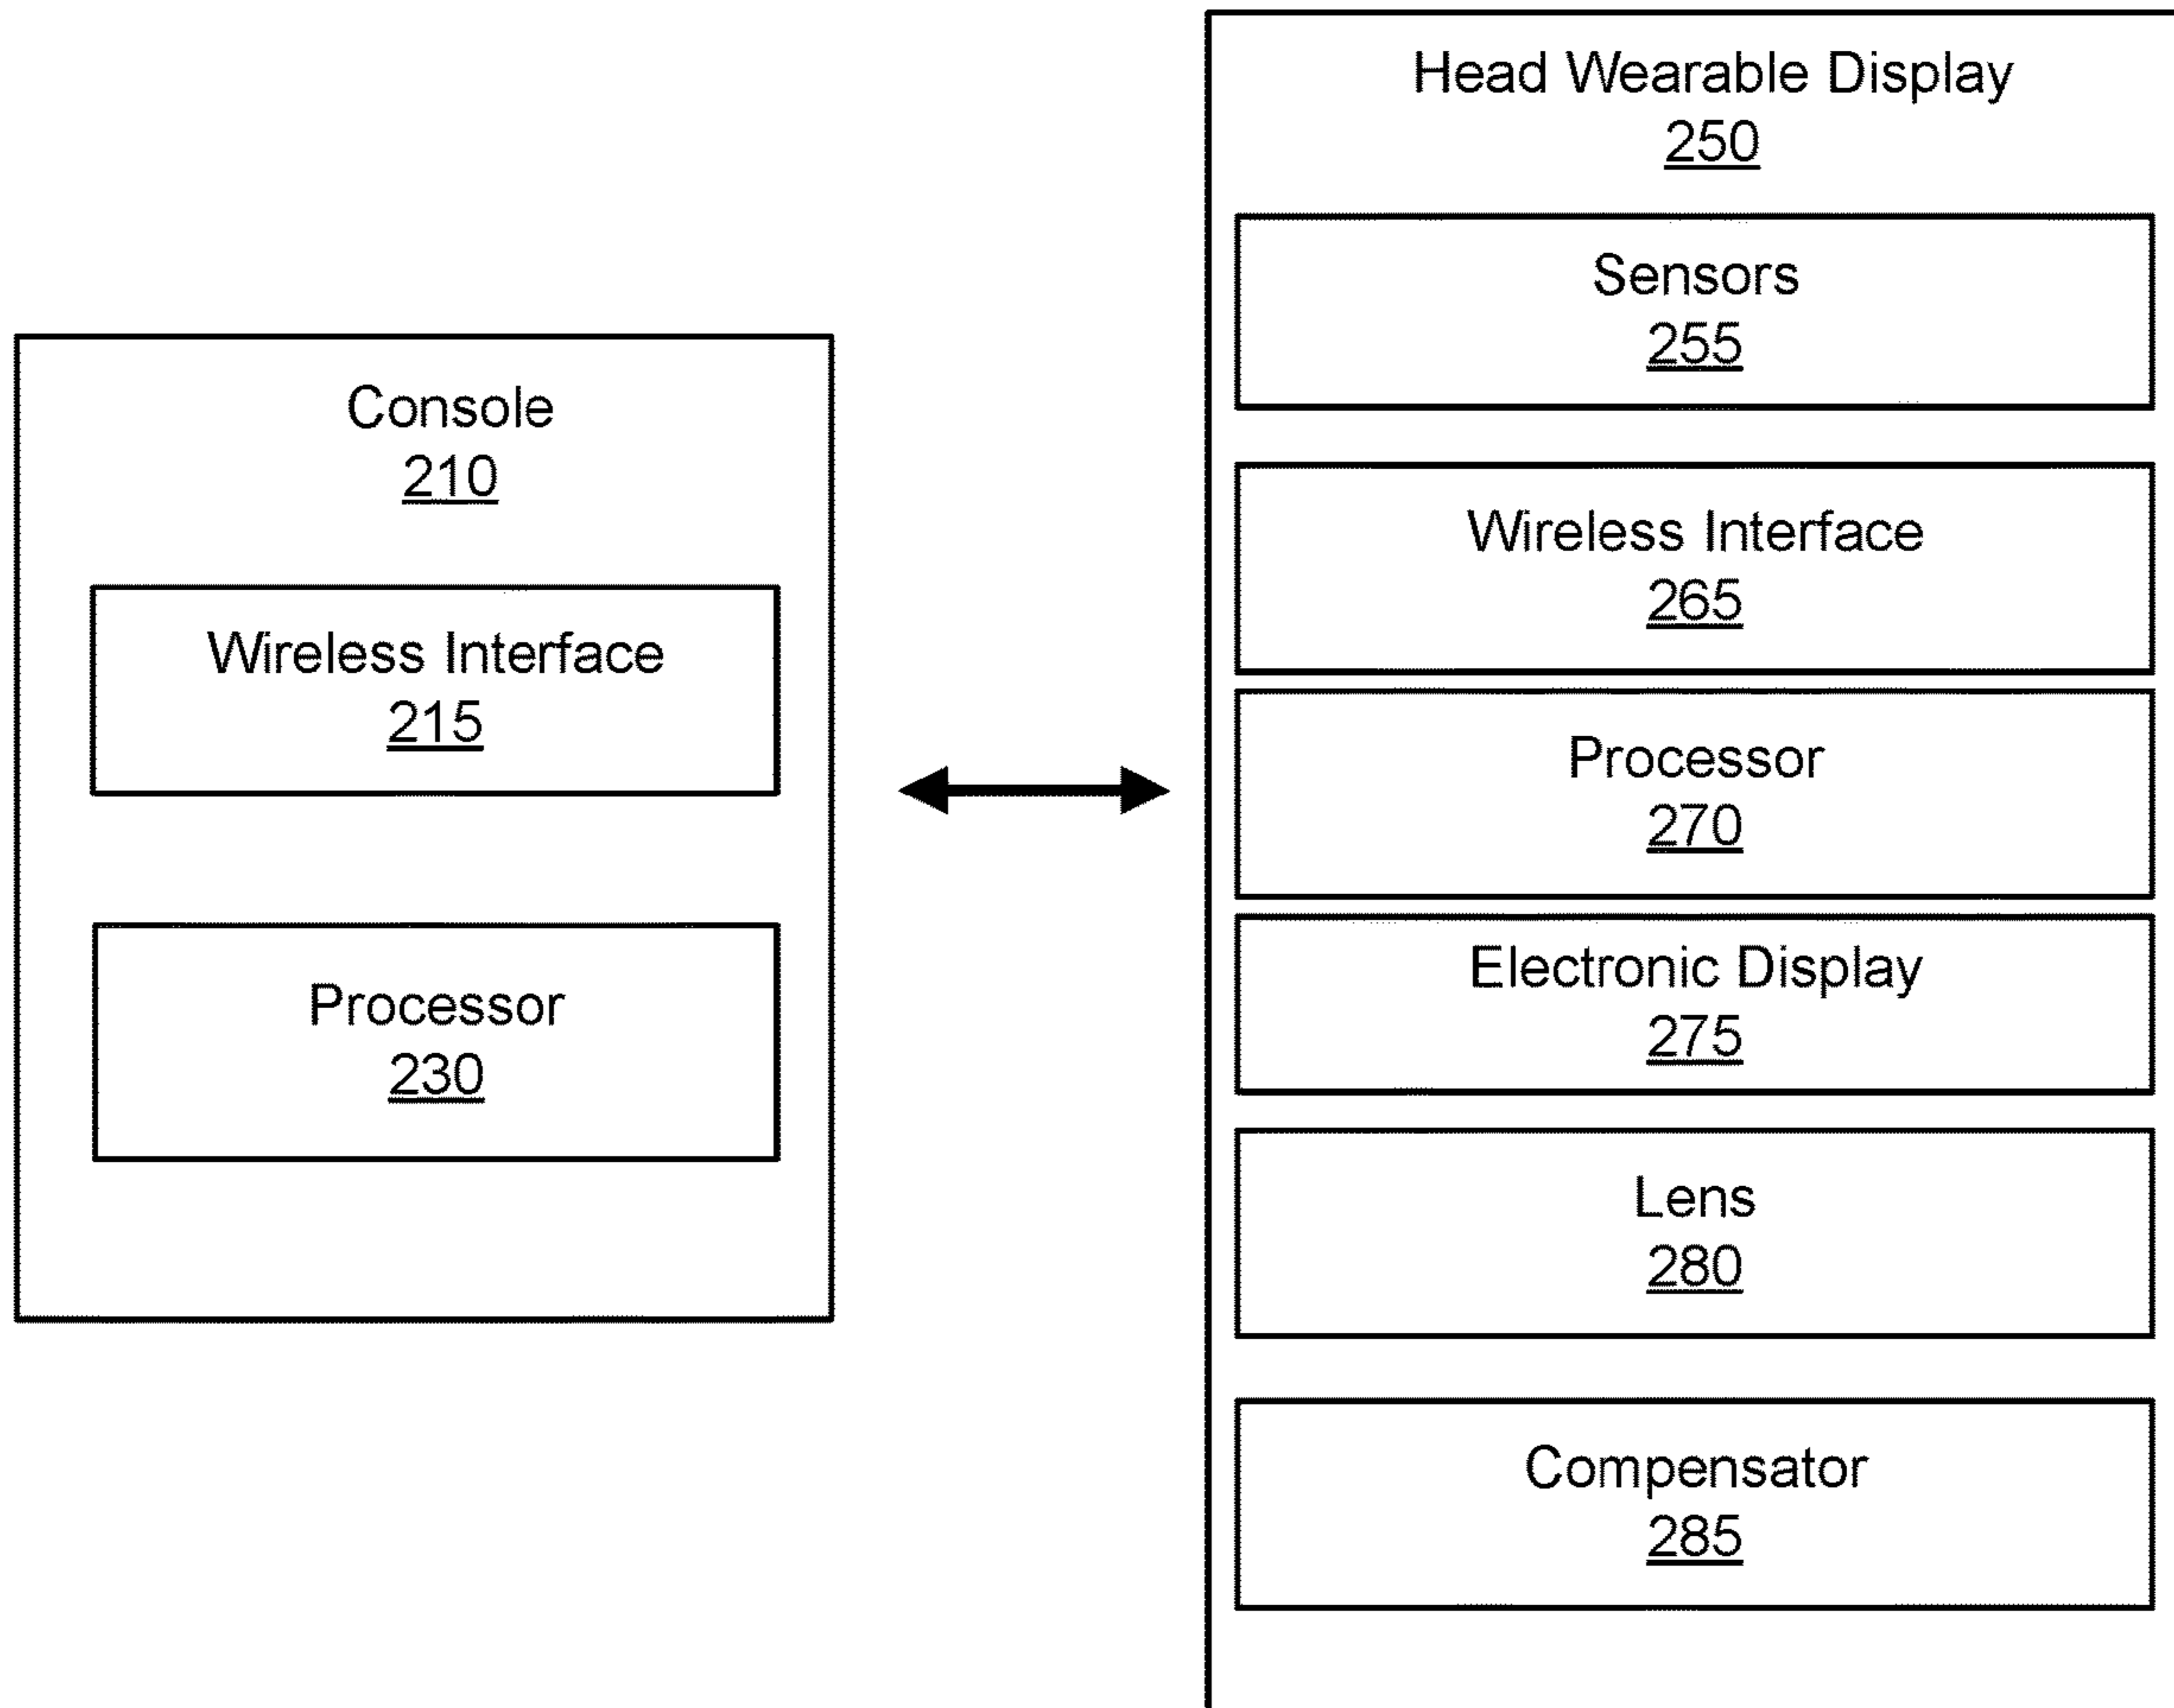 Console
210
Wireless Interface
215
Processor
230
Head Wearable Display
250
Sensors
255
Wireless Interface
265
Processor
270
Electronic Display
275
Lens
280
Compensator
285